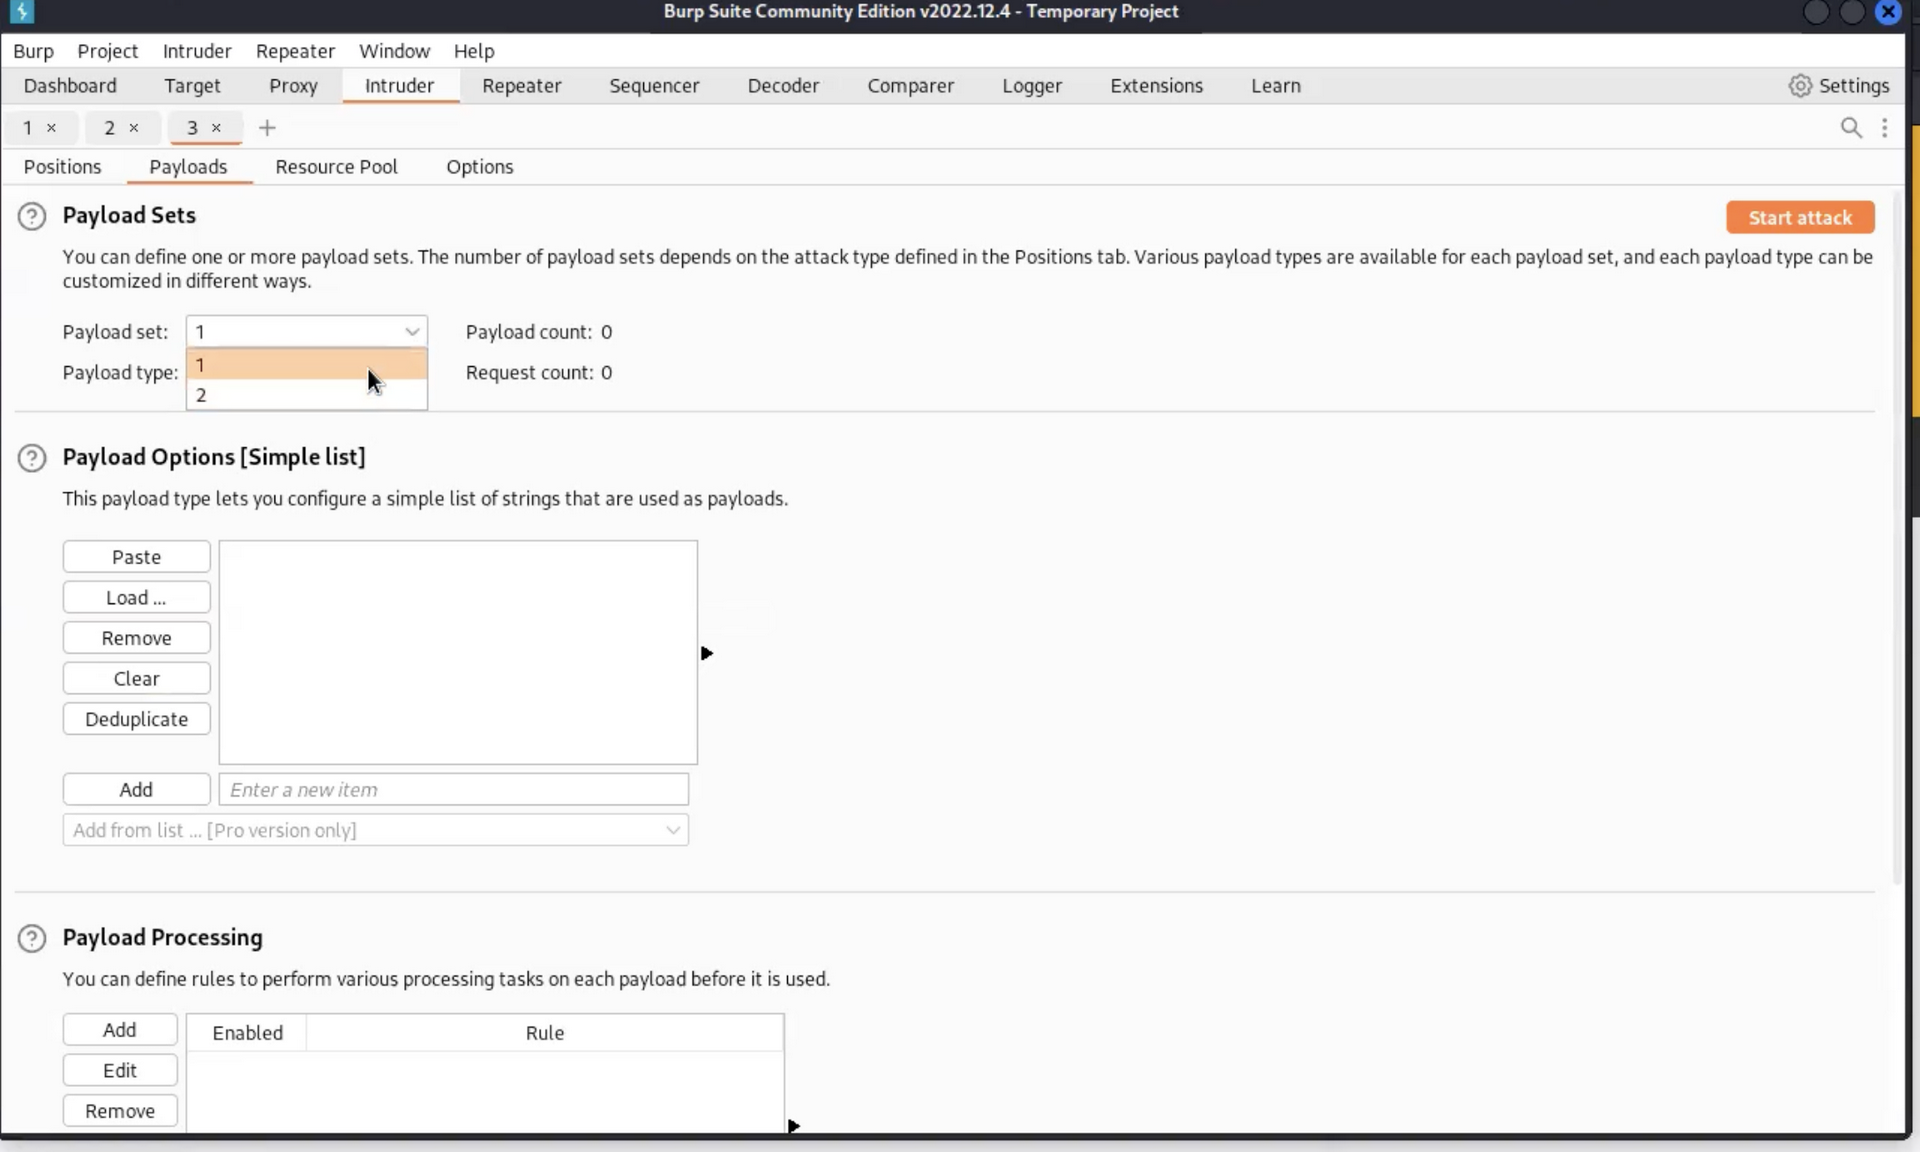 Burp Suite Community Edition v2022.12.4 - Temporary Project
Burp Project Intruder Repeater Window Help
Dashboard Target Proxy Intruder Repeater Sequencer Decoder Comparer Logger Extensions Learn Settings
1 × 2 × 3 × +
Positions Payloads Resource Pool Options
? Payload Sets Start attack
You can define one or more payload sets. The number of payload sets depends on the attack type defined in the Positions tab. Various payload types are available for each payload set, and each payload type can be
customized in different ways.
Payload set: 1 Payload count: 0
1
Payload type: Request count: 0
2
? Payload Options [Simple list]
This payload type lets you configure a simple list of strings that are used as payloads.
Paste
Load ...
Remove
Clear
Deduplicate
Add Enter a new item
Add from list ... [Pro version only]
? Payload Processing
You can define rules to perform various processing tasks on each payload before it is used.
Add Enabled Rule
Edit
Remove